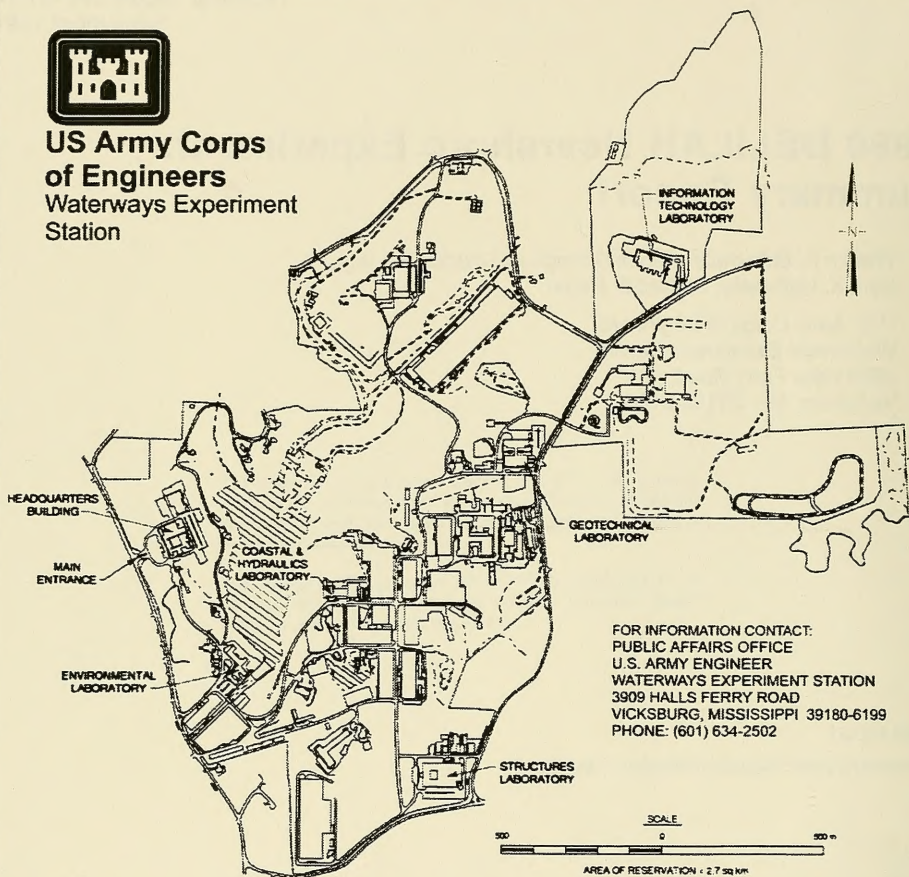 US Army Corps
of Engineers
Waterways Experiment
Station
INFORMATION
TECHNOLOGY
LABORATORY
N
HEADQUARTERS
BUILDING
MAIN
ENTRANCE
COASTAL &
HYDRAULICS
LABORATORY
GEOTECHNICAL
LABORATORY
ENVIRONMENTAL
LABORATORY
STRUCTURES
LABORATORY
FOR INFORMATION CONTACT:
PUBLIC AFFAIRS OFFICE
U.S. ARMY ENGINEER
WATERWAYS EXPERIMENT STATION
3909 HALLS FERRY ROAD
VICKSBURG, MISSISSIPPI 39180-6199
PHONE: (601) 634-2502
SCALE
500 0 500 m
AREA OF RESERVATION = 2.7 sq km